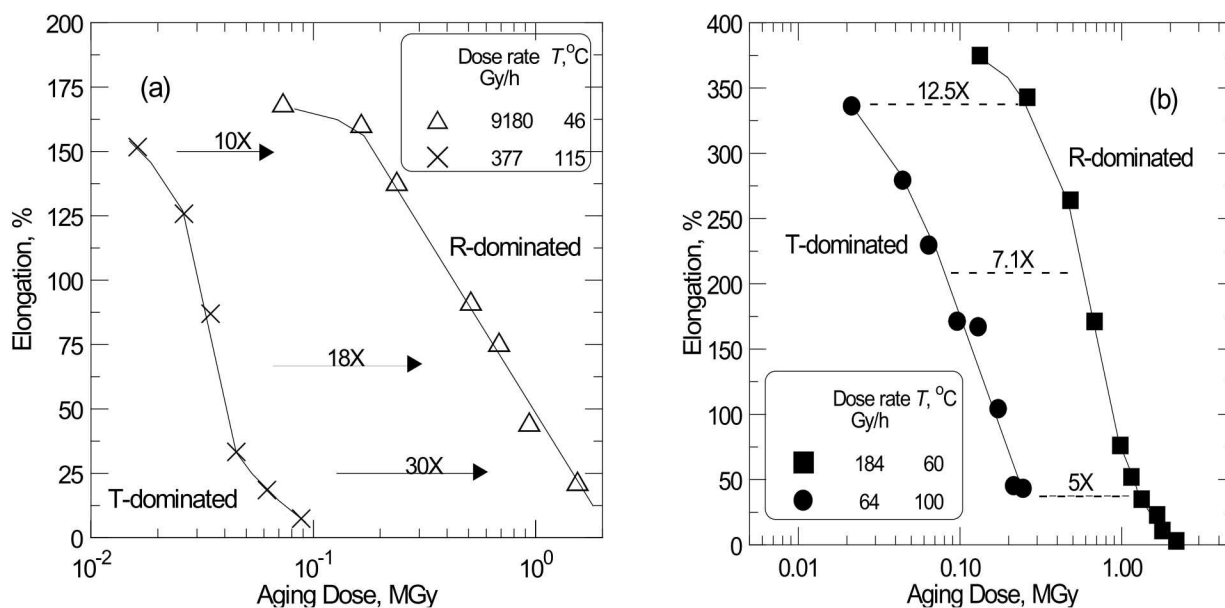 200
175
150
125
100
75
50
25
0
10⁻²
10⁻¹
10⁰
Elongation, %
Aging Dose, MGy
(a)
Dose rate T, °C
Gy/h
9180 46
377 115
10X
R-dominated
18X
30X
T-dominated
400
350
300
250
200
150
100
50
0
0.01
0.10
1.00
Elongation, %
Aging Dose, MGy
(b)
12.5X
R-dominated
T-dominated
7.1X
Dose rate T, °C
Gy/h
184 60
64 100
5X